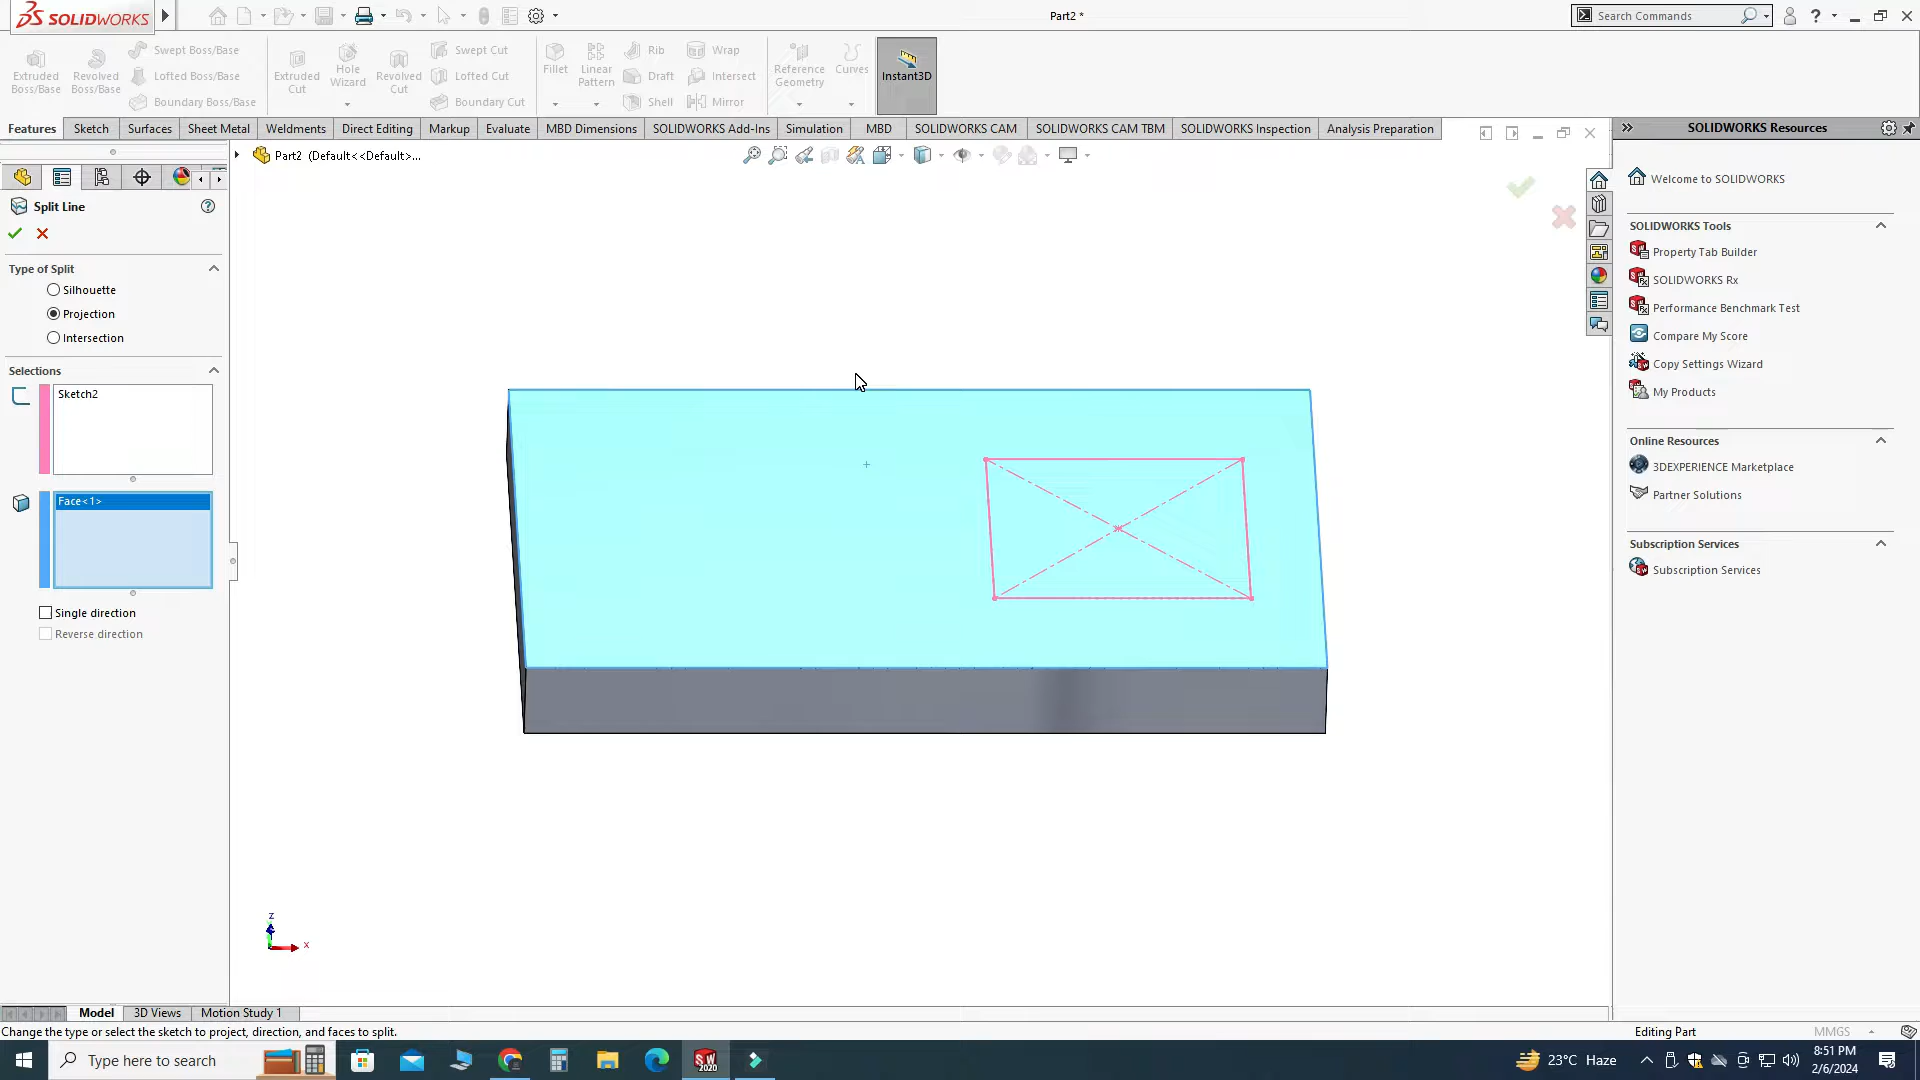 SOLIDWORKS
Part2 *
Search Commands
Extruded Boss/Base
Revolved Boss/Base
Swept Boss/Base
Lofted Boss/Base
Boundary Boss/Base
Extruded Cut
Hole Wizard
Revolved Cut
Swept Cut
Lofted Cut
Boundary Cut
Fillet
Linear Pattern
Rib
Draft
Shell
Wrap
Intersect
Mirror
Reference Geometry
Curves
Instant3D
Features
Sketch
Surfaces
Sheet Metal
Weldments
Direct Editing
Markup
Evaluate
MBD Dimensions
SOLIDWORKS Add-Ins
Simulation
MBD
SOLIDWORKS CAM
SOLIDWORKS CAM TBM
SOLIDWORKS Inspection
Analysis Preparation
Part2 (Default<<Default>...
Split Line
Type of Split
Silhouette
Projection
Intersection
Selections
Sketch2
Face<1>
Single direction
Reverse direction
z
x
SOLIDWORKS Resources
Welcome to SOLIDWORKS
SOLIDWORKS Tools
Property Tab Builder
SOLIDWORKS Rx
Performance Benchmark Test
Compare My Score
Copy Settings Wizard
My Products
Online Resources
3DEXPERIENCE Marketplace
Partner Solutions
Subscription Services
Subscription Services
Model
3D Views
Motion Study 1
Change the type or select the sketch to project, direction, and faces to split.
Editing Part
MMGS
Type here to search
SW
2020
23°C Haze
8:51 PM
2/6/2024